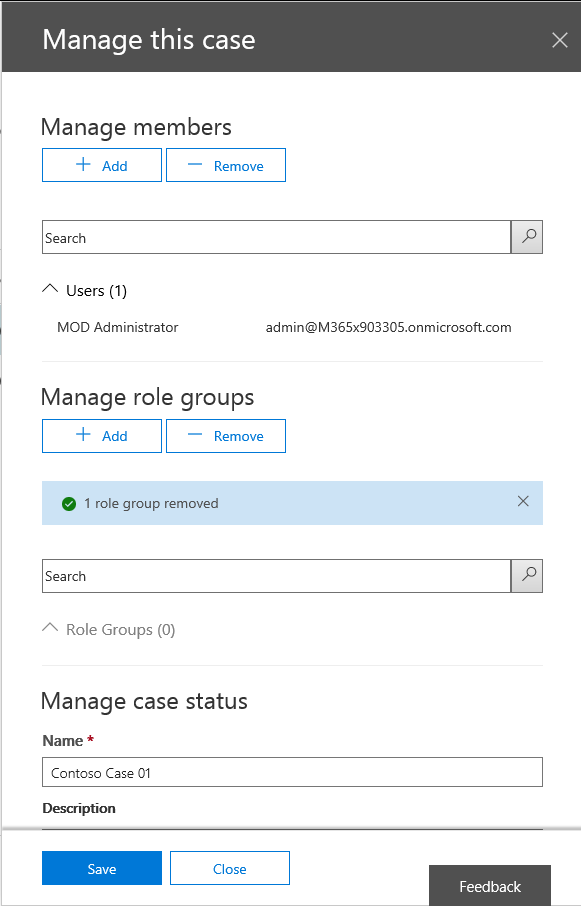 Manage this case
Manage members
Add Remove
Search
Users (1)
MOD Administrator admin@M365x903305.onmicrosoft.com
Manage role groups
Add Remove
1 role group removed
Search
Role Groups (0)
Manage case status
Name *
Contoso Case 01
Description
Save Close
Feedback